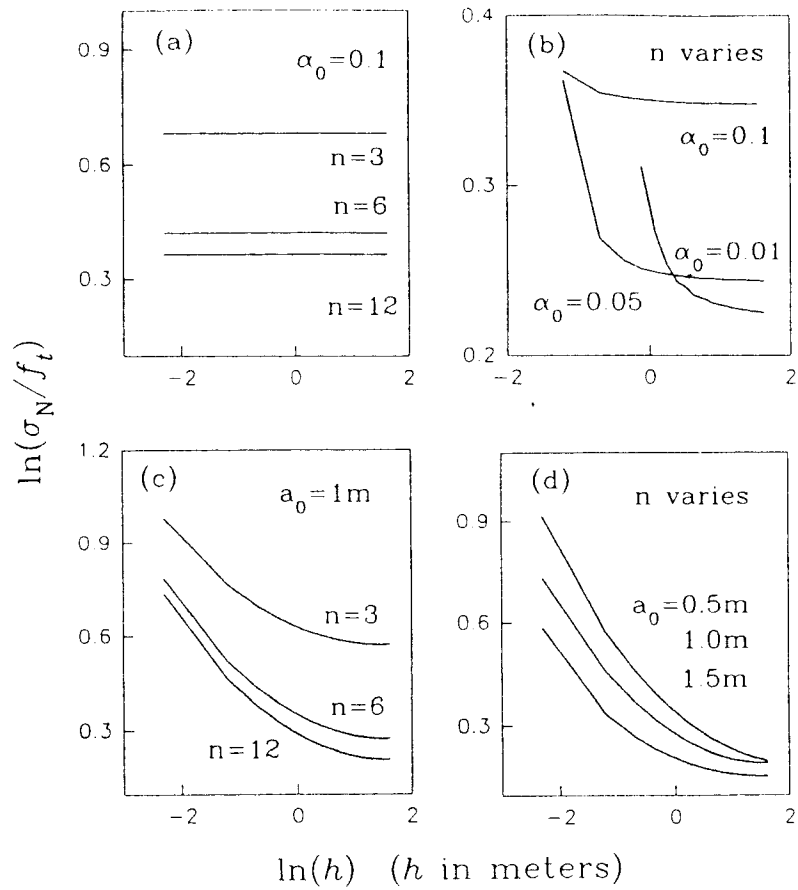 (a)
α₀=0.1
n=3
n=6
n=12
0.9
0.6
0.3
−2
0
2
(b)
n varies
α₀=0.1
α₀=0.01
α₀=0.05
0.4
0.3
0.2
−2
0
2
ln(σ_N/f_t)
(c)
a₀=1m
n=3
n=6
n=12
1.2
0.9
0.6
0.3
−2
0
2
(d)
n varies
a₀=0.5m
1.0m
1.5m
0.9
0.6
0.3
−2
0
2
ln(h) (h in meters)